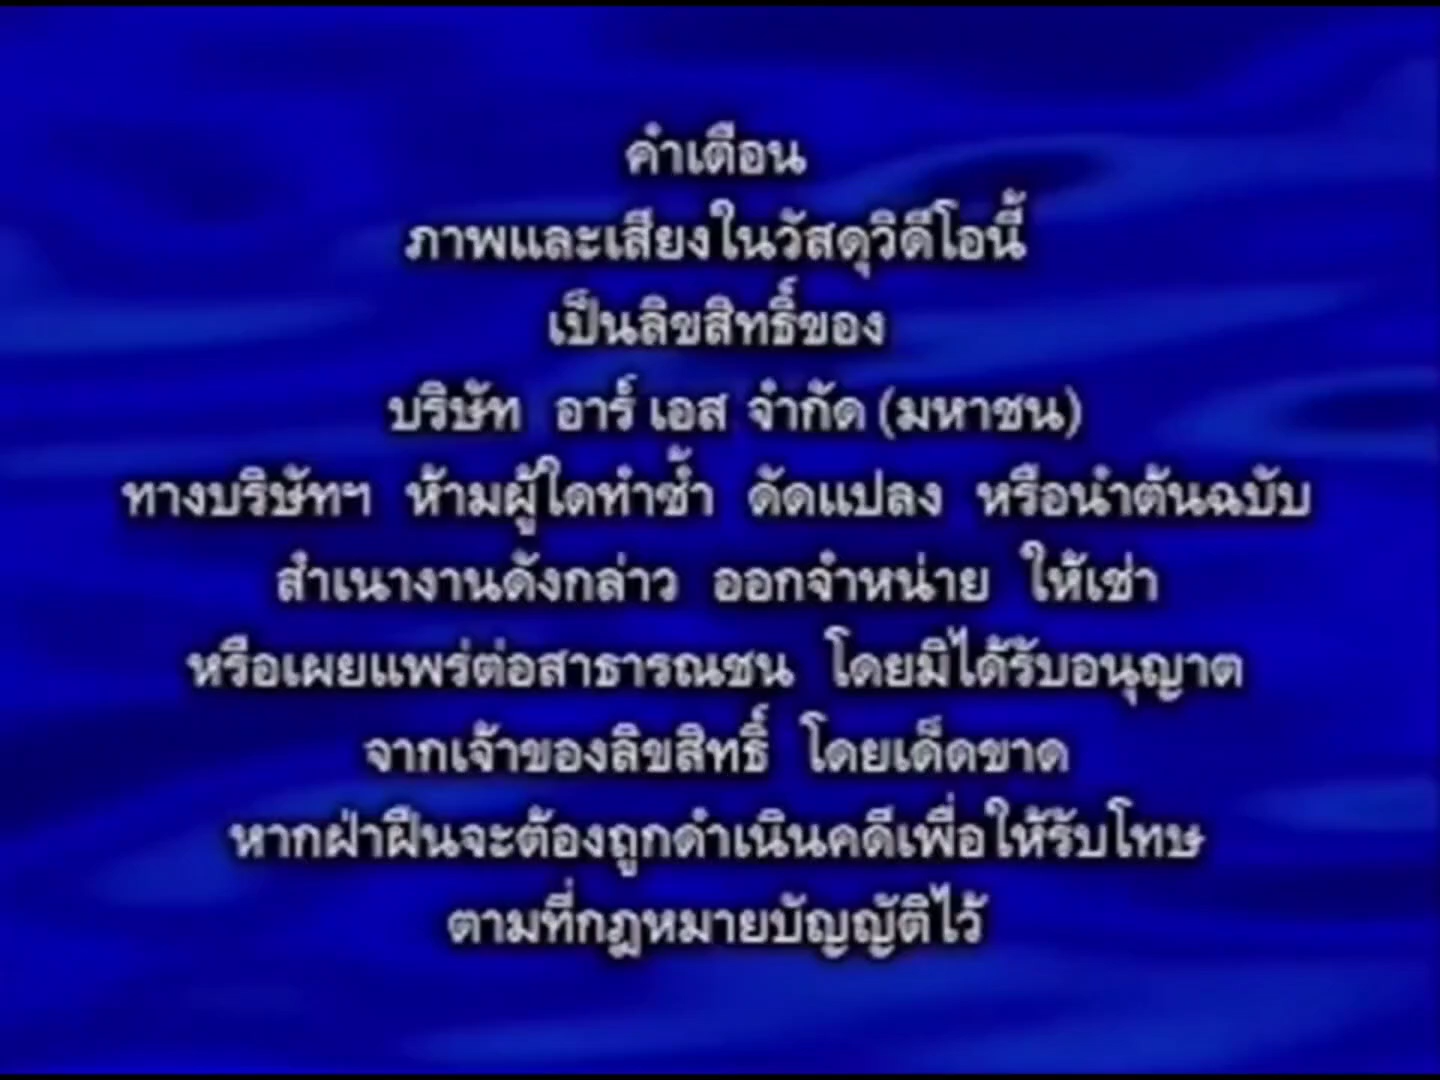 คำเตือน
ภาพและเสียงในวัสดุวิดีโอนี้
เป็นลิขสิทธิ์ของ
บริษัท อาร์ เอส จำกัด (มหาชน)
ทางบริษัทฯ ห้ามผู้ใดทำซ้ำ ดัดแปลง หรือนำต้นฉบับ
สำเนางานดังกล่าว ออกจำหน่าย ให้เช่า
หรือเผยแพร่ต่อสาธารณชน โดยมิได้รับอนุญาต
จากเจ้าของลิขสิทธิ์ โดยเด็ดขาด
หากฝ่าฝืนจะต้องถูกดำเนินคดีเพื่อให้รับโทษ
ตามที่กฎหมายบัญญัติไว้